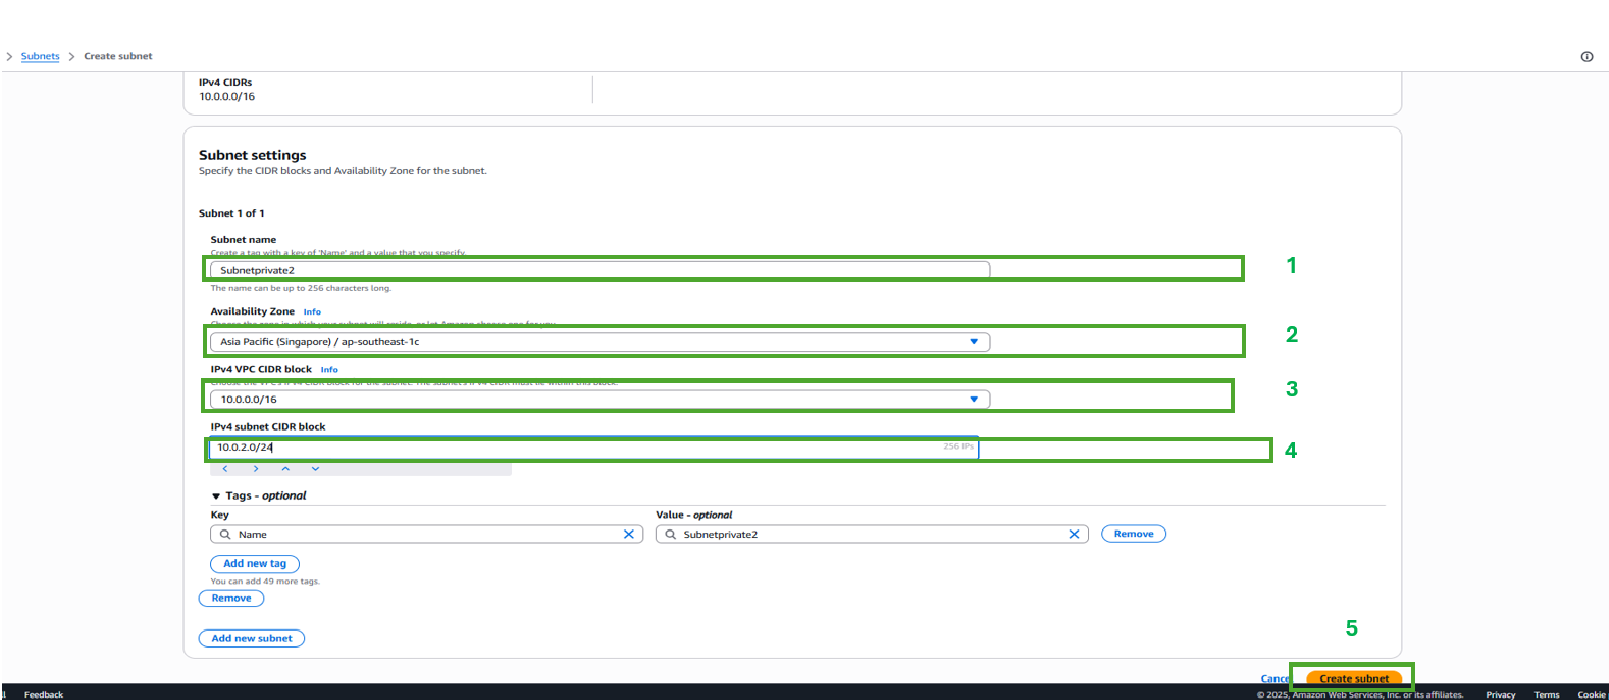 Subnets > Create subnet
IPv4 CIDRs
10.0.0.0/16
Subnet settings
Specify the CIDR blocks and Availability Zone for the subnet.
Subnet 1 of 1
Subnet name
Create a tag with a key of 'Name' and a value that you specify.
Subnetprivate2
1
The name can be up to 256 characters long.
Availability Zone Info
Choose the zone in which your subnet will reside, or let Amazon choose one for you.
Asia Pacific (Singapore) / ap-southeast-1c
2
IPv4 VPC CIDR block Info
Choose the VPC's IPv4 CIDR block for the subnet. The subnet's IPv4 CIDR must lie within this block.
10.0.0.0/16
3
IPv4 subnet CIDR block
10.0.2.0/24
256 IPs
4
Tags - optional
Key
Value - optional
Name
Subnetprivate2
Remove
Add new tag
You can add 49 more tags.
Remove
Add new subnet
5
Cancel
Create subnet
Feedback
© 2025, Amazon Web Services, Inc. or its affiliates. Privacy Terms Cookie